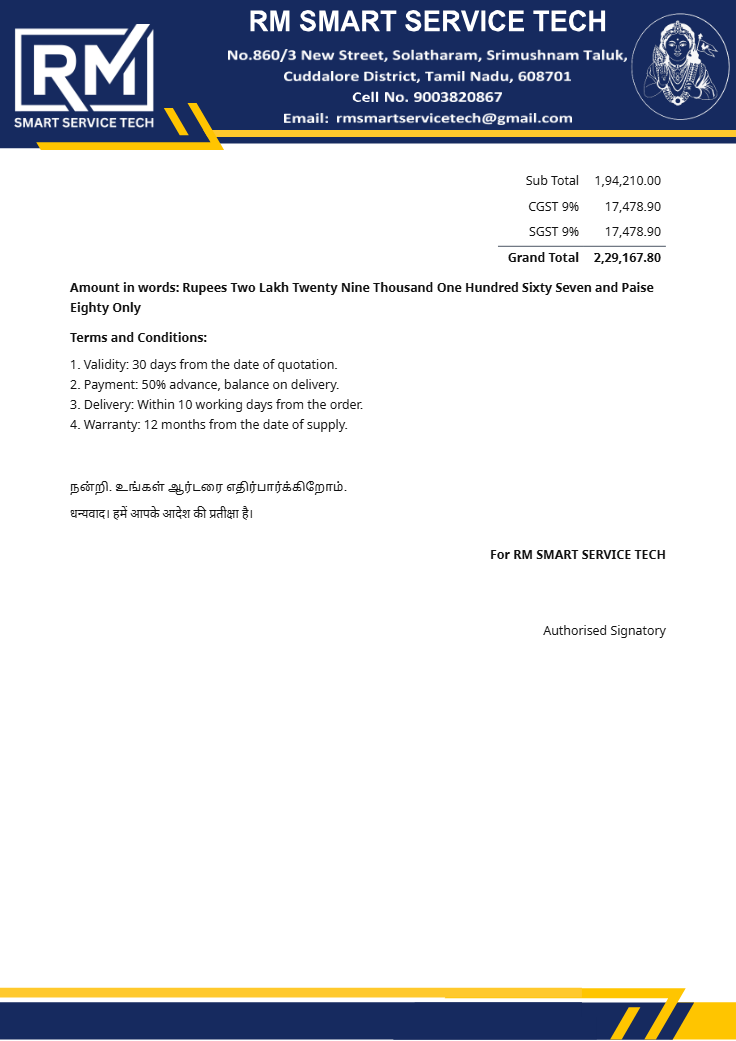 RM SMART SERVICE TECH
No.860/3 New Street, Solatharam, Srimushnam Taluk,
Cuddalore District, Tamil Nadu, 608701
Cell No. 9003820867
Email: rmsmartservicetech@gmail.com
RM
SMART SERVICE TECH
Sub Total 1,94,210.00
CGST 9% 17,478.90
SGST 9% 17,478.90
Grand Total 2,29,167.80
Amount in words: Rupees Two Lakh Twenty Nine Thousand One Hundred Sixty Seven and Paise
Eighty Only
Terms and Conditions:
1. Validity: 30 days from the date of quotation.
2. Payment: 50% advance, balance on delivery.
3. Delivery: Within 10 working days from the order.
4. Warranty: 12 months from the date of supply.
நன்றி. உங்கள் ஆர்டரை எதிர்பார்க்கிறோம்.
धन्यवाद। हमें आपके आदेश की प्रतीक्षा है।
For RM SMART SERVICE TECH
Authorised Signatory